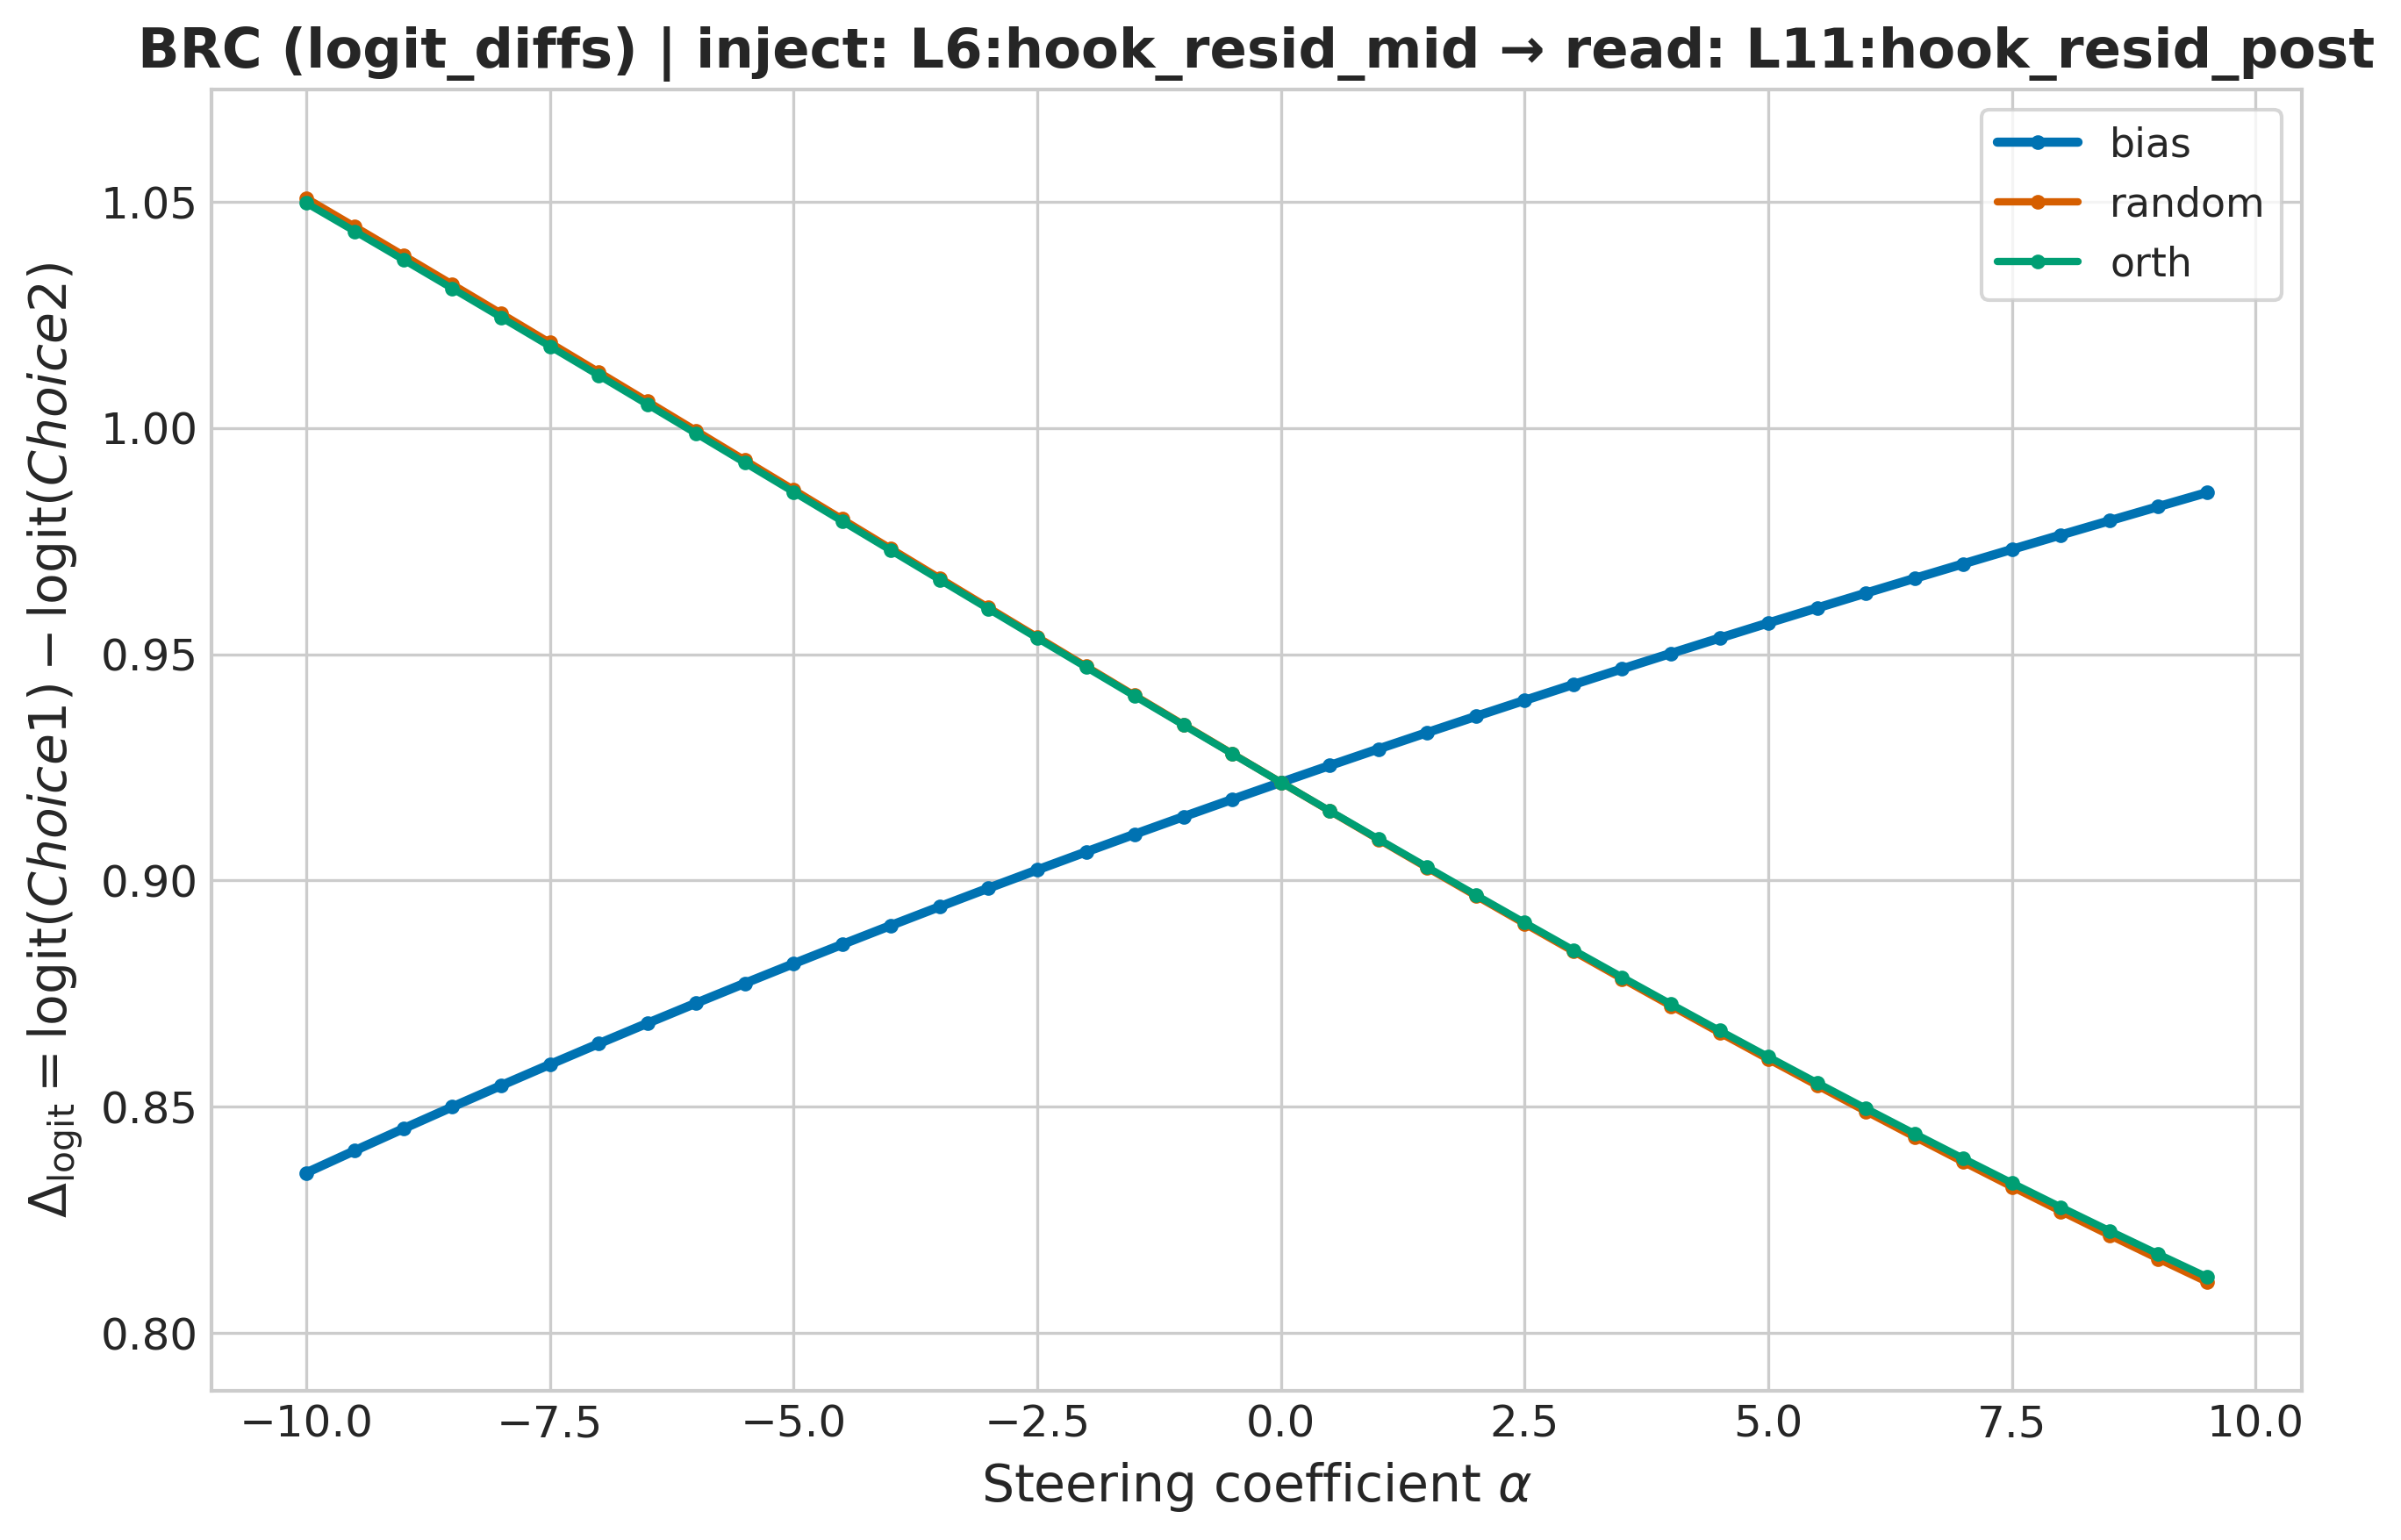 BRC (logit_diffs) | inject: L6:hook_resid_mid → read: L11:hook_resid_post
bias
random
orth
Δlogit = logit(Choice1) − logit(Choice2)
1.05
1.00
0.95
0.90
0.85
0.80
−10.0 −7.5 −5.0 −2.5 0.0 2.5 5.0 7.5 10.0
Steering coefficient α